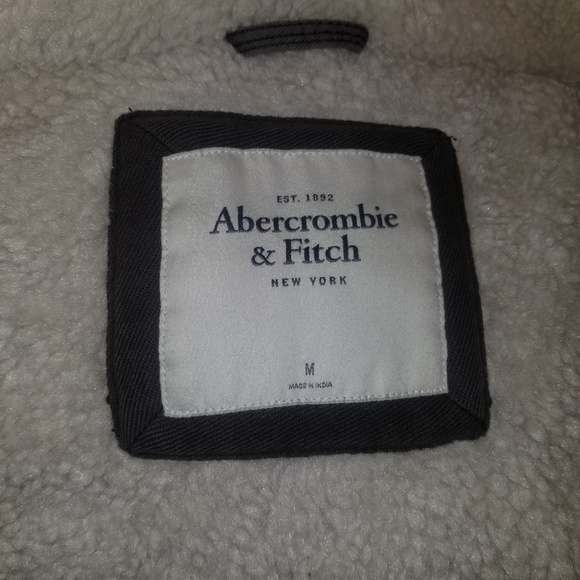 EST. 1892
Abercrombie
& Fitch
NEW YORK
M
MADE IN INDIA